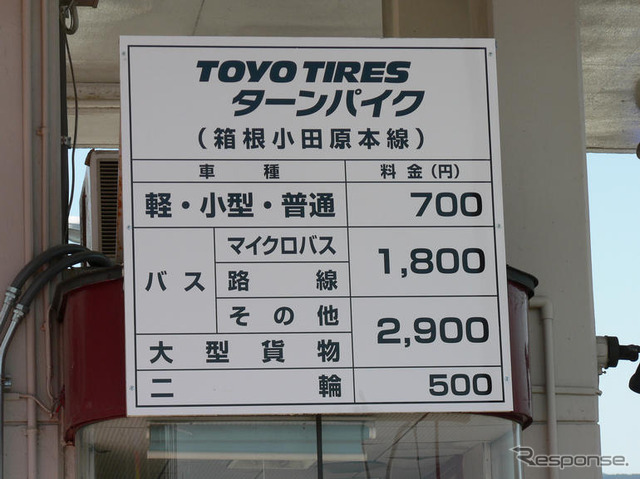 TOYO TIRES
ターンパイク
(箱根小田原本線)
車種 料金(円)
軽・小型・普通 700
バス マイクロバス 1,800
路線
その他 2,900
大型貨物
二輪 500
Response.